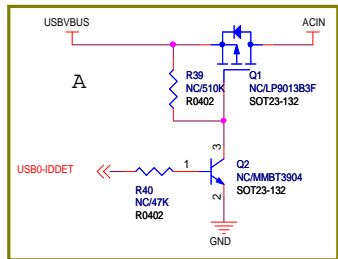 USBVBUS
ACIN
A
R39
NC/510K
R0402
Q1
NC/LP9013B3F
SOT23-132
3
Q2
NC/MMBT3904
SOT23-132
USB0-IDDET
1
R40
NC/47K
R0402
2
GND